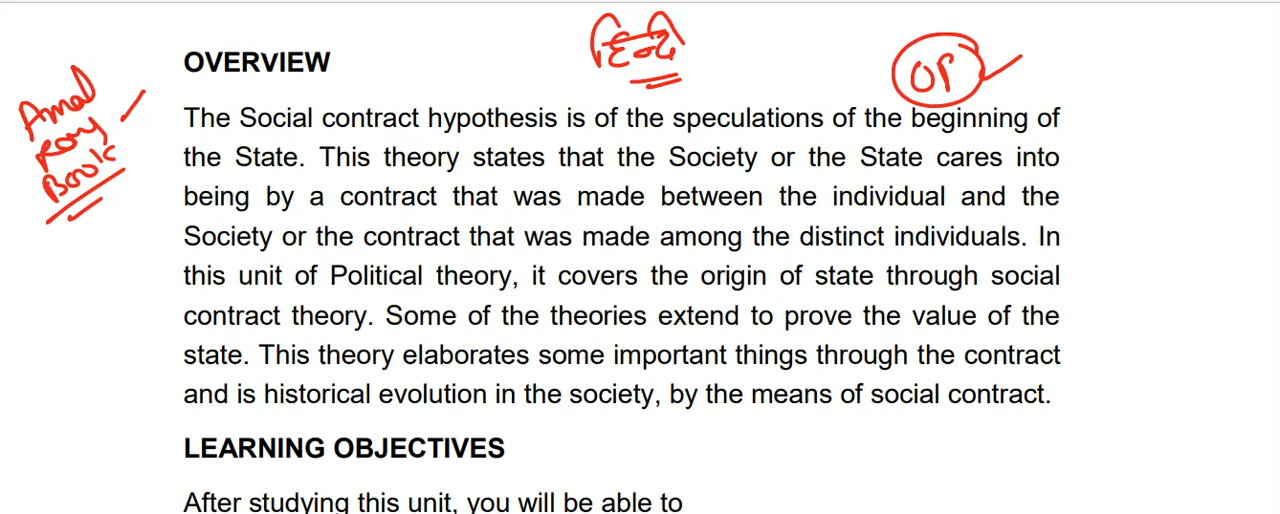 हिन्दी
OP
OVERVIEW
Amal
Roy
Book
The Social contract hypothesis is of the speculations of the beginning of
the State. This theory states that the Society or the State cares into
being by a contract that was made between the individual and the
Society or the contract that was made among the distinct individuals. In
this unit of Political theory, it covers the origin of state through social
contract theory. Some of the theories extend to prove the value of the
state. This theory elaborates some important things through the contract
and is historical evolution in the society, by the means of social contract.
LEARNING OBJECTIVES
After studying this unit, you will be able to